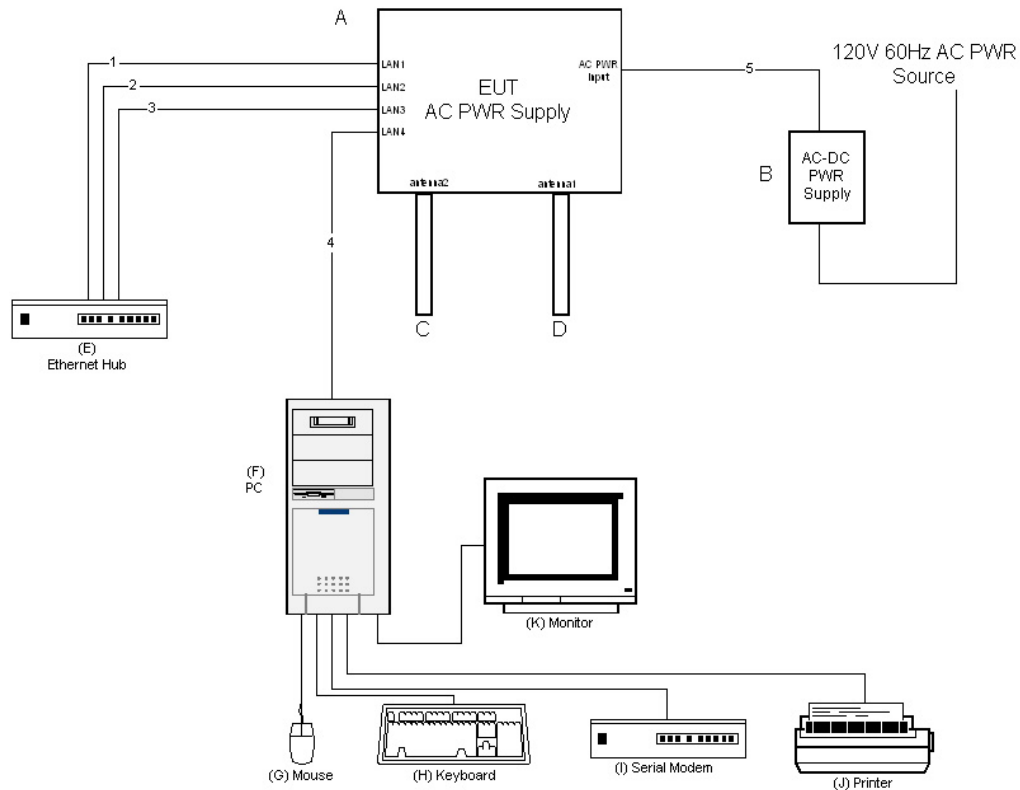 A
1
2
3
4
5
LAN1
LAN2
LAN3
LAN4
EUT
AC PWR Supply
AC PWR
Input
antenna2
antenna1
120V 60Hz AC PWR
Source
B
AC-DC
PWR
Supply
C
D
(E)
Ethernet Hub
(F)
PC
(K) Monitor
(G) Mouse
(H) Keyboard
(I) Serial Modem
(J) Printer